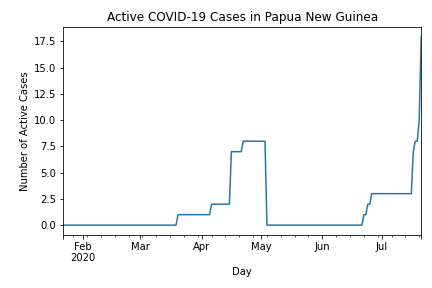 Active COVID-19 Cases in Papua New Guinea
Number of Active Cases
17.5
15.0
12.5
10.0
7.5
5.0
2.5
0.0
Feb Mar Apr May Jun Jul
2020
Day